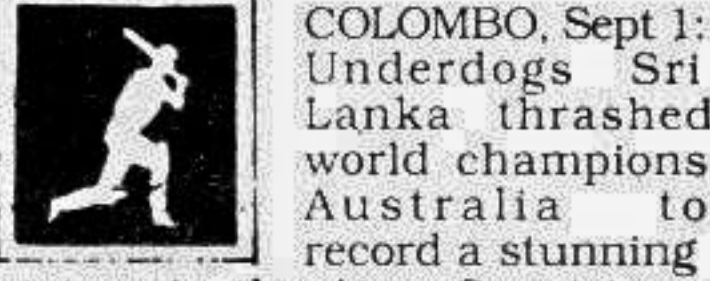 COLOMBO, Sept 1:
Underdogs Sri
Lanka thrashed
world champions
Australia to
record a stunning